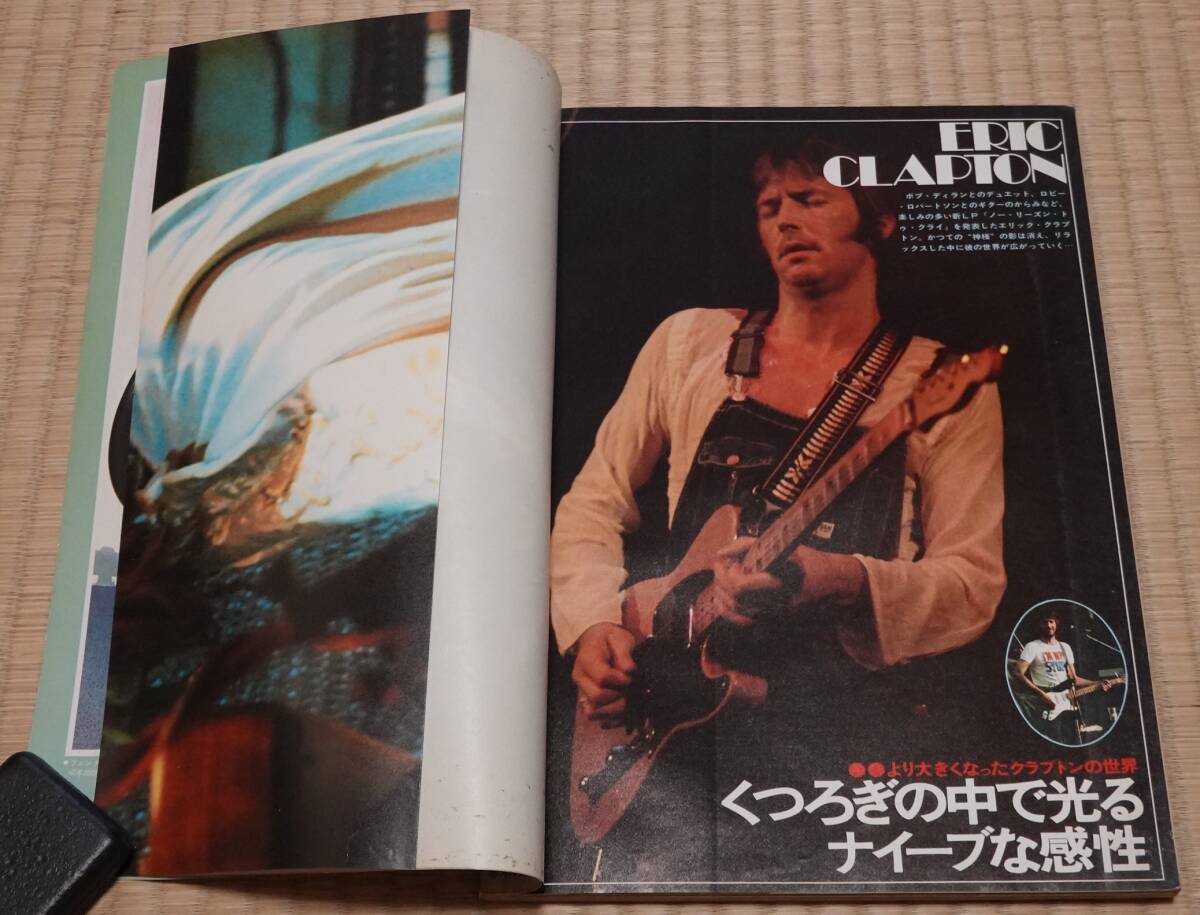 ERIC
CLAPTON
ボブ・ディランとのデュエット、ロビー
・ロバートソンとのギターのからみなど、
楽しみの多い新LP「ノー・リーズン・ト
ゥ・クライ」を発表したエリック・クラプ
トン。かつての“神様”の影は消え、リラ
ックスした中に彼の世界が広がっていく…
●●より大きくなったクラプトンの世界
くつろぎの中で光る
ナイーブな感性